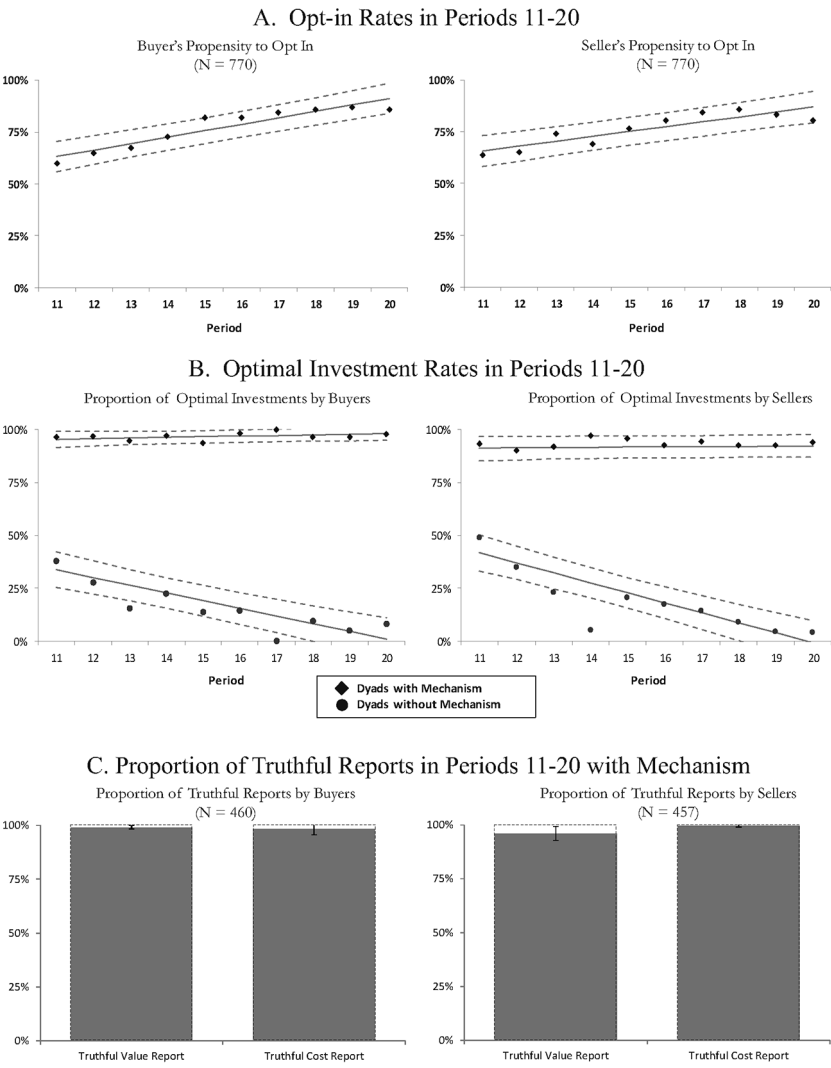 A. Opt-in Rates in Periods 11-20
Buyer's Propensity to Opt In
(N = 770)
100%
75%
50%
25%
0%
11 12 13 14 15 16 17 18 19 20
Period
Seller's Propensity to Opt In
(N = 770)
100%
75%
50%
25%
0%
11 12 13 14 15 16 17 18 19 20
Period
B. Optimal Investment Rates in Periods 11-20
Proportion of Optimal Investments by Buyers
100%
75%
50%
25%
0%
11 12 13 14 15 16 17 18 19 20
Period
Proportion of Optimal Investments by Sellers
100%
75%
50%
25%
0%
11 12 13 14 15 16 17 18 19 20
Period
Dyads with Mechanism
Dyads without Mechanism
C. Proportion of Truthful Reports in Periods 11-20 with Mechanism
Proportion of Truthful Reports by Buyers
(N = 460)
100%
75%
50%
25%
0%
Truthful Value Report Truthful Cost Report
Proportion of Truthful Reports by Sellers
(N = 457)
100%
75%
50%
25%
0%
Truthful Value Report Truthful Cost Report